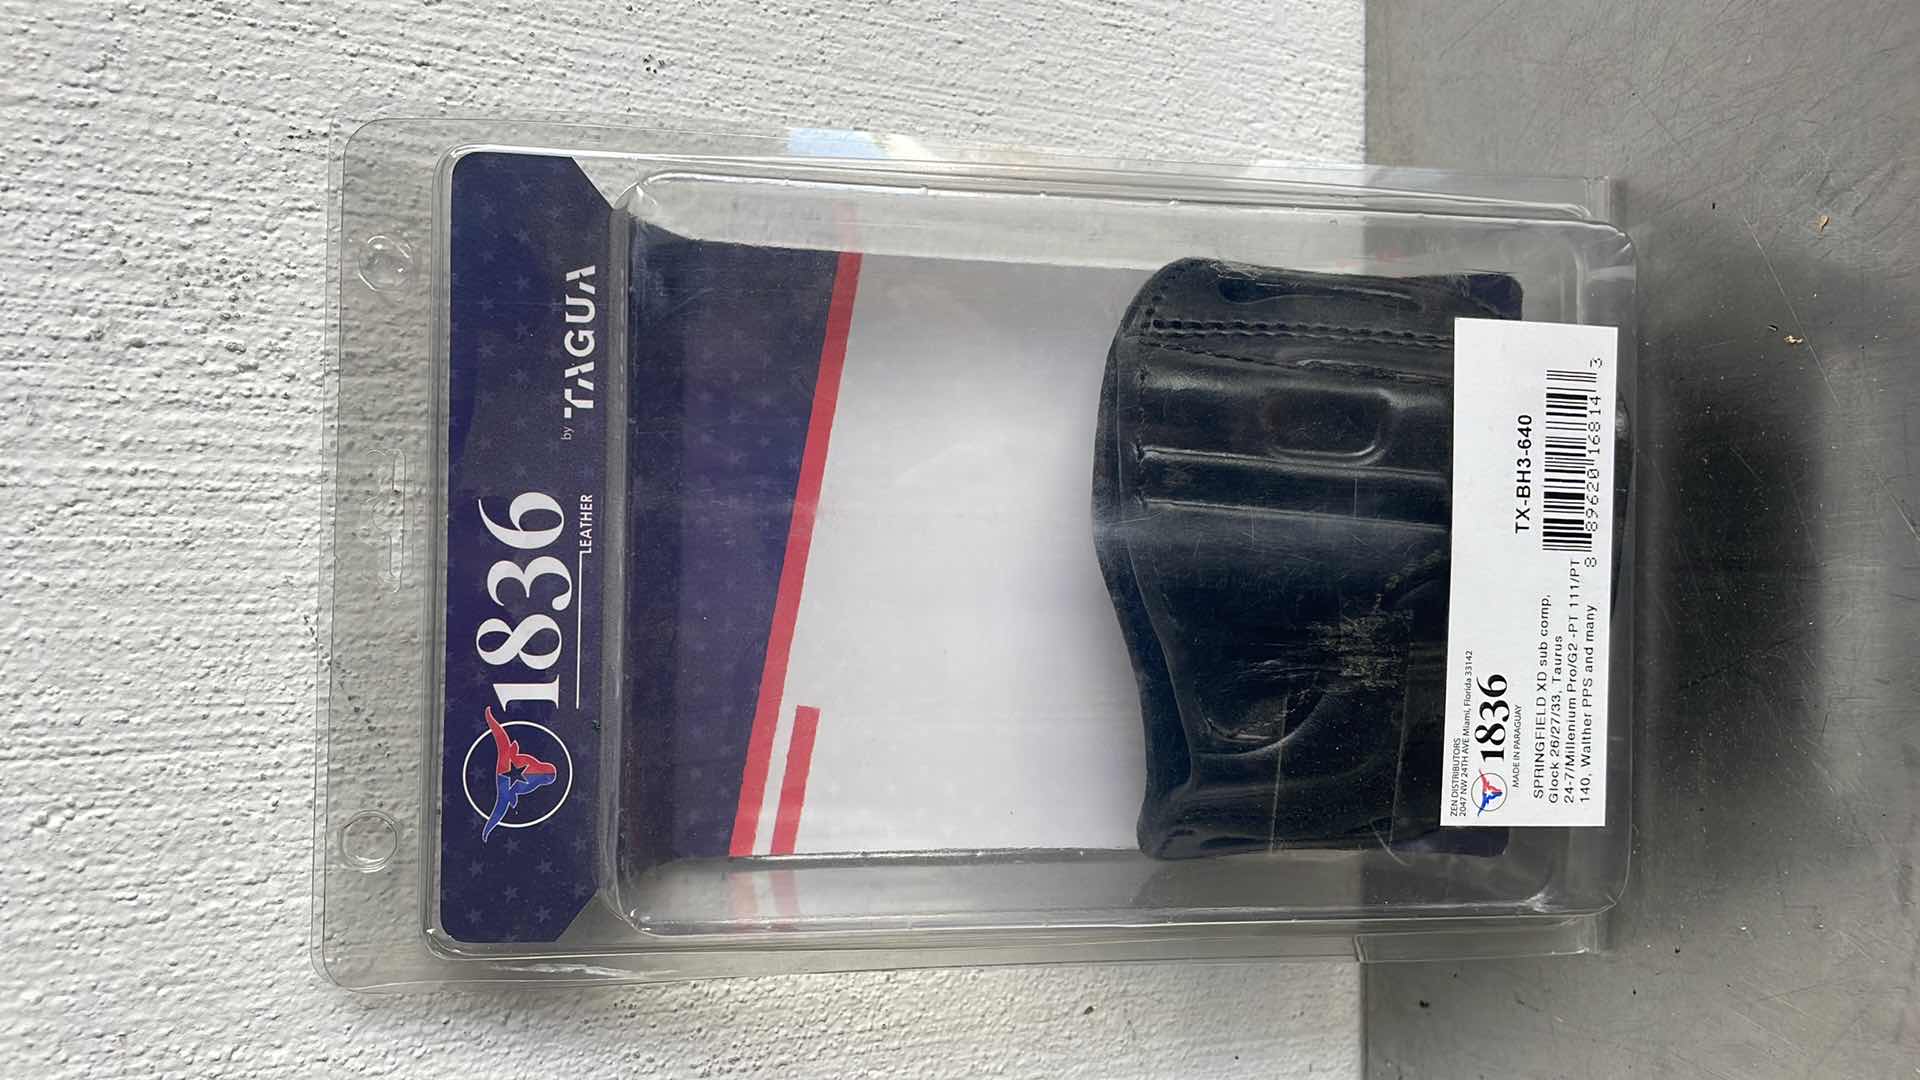 1836
LEATHER
by TAGUA
ZEN DISTRIBUTORS
2047 NW 24TH AVE Miami, Florida 33142
1836
MADE IN PARAGUAY
TX-BH3-640
SPRINGFIELD XD sub comp,
Glock 26/27/33, Taurus
24-7/Millenium Pro/G2 -PT 111/PT
140, Walther PPS and many
8 89620 16814 3